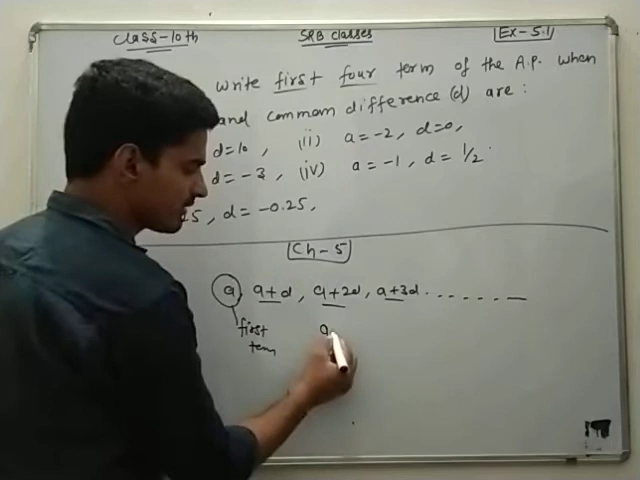 Class-10th SRB Classes Ex-5.1
Write first four term of the A.P. when
and common difference (d) are :
d=10 , (ii) a=-2, d=0,
d=-3, (iv) a=-1, d=1/2.
25, d=-0.25,
Ch-5
a a+d, a+2d, a+3d.......
first
term
a